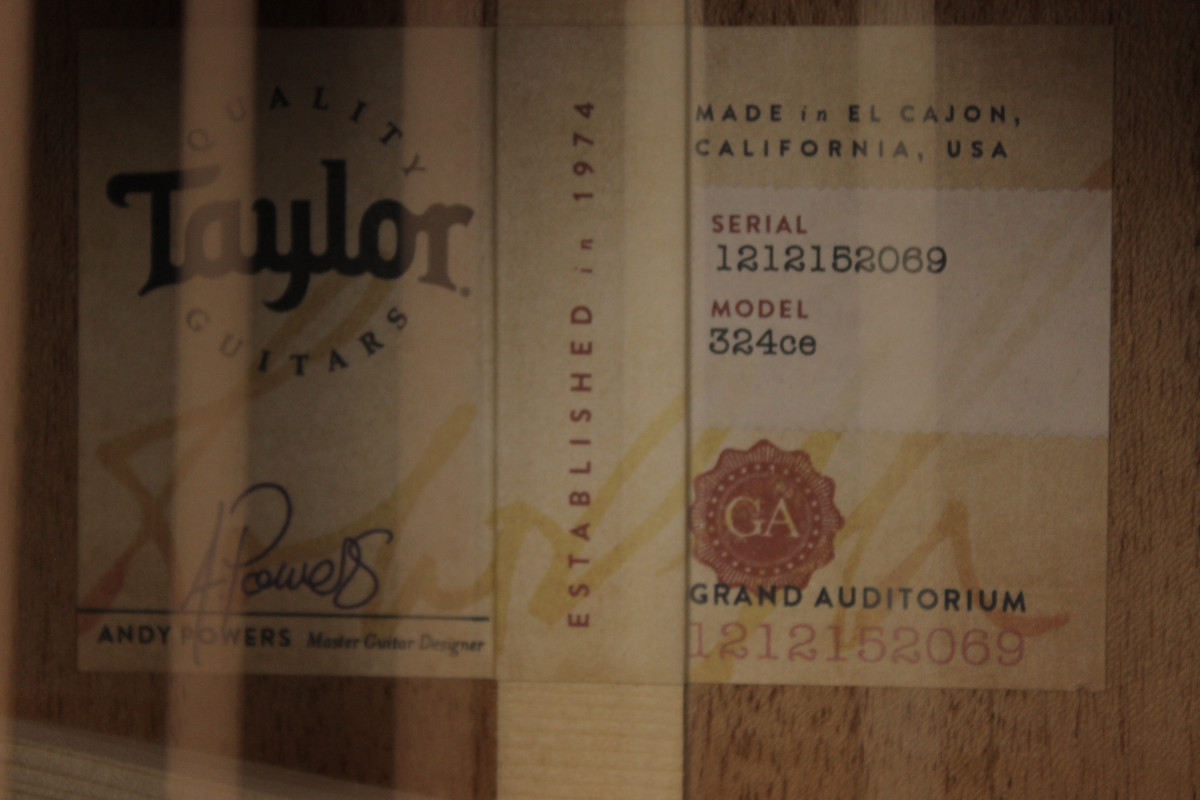 QUALITY
Taylor
GUITARS
A Powers
ANDY POWERS Master Guitar Designer
ESTABLISHED in 1974
MADE in EL CAJON,
CALIFORNIA, USA
SERIAL
1212152069
MODEL
324ce
GA
GRAND AUDITORIUM
1212152069